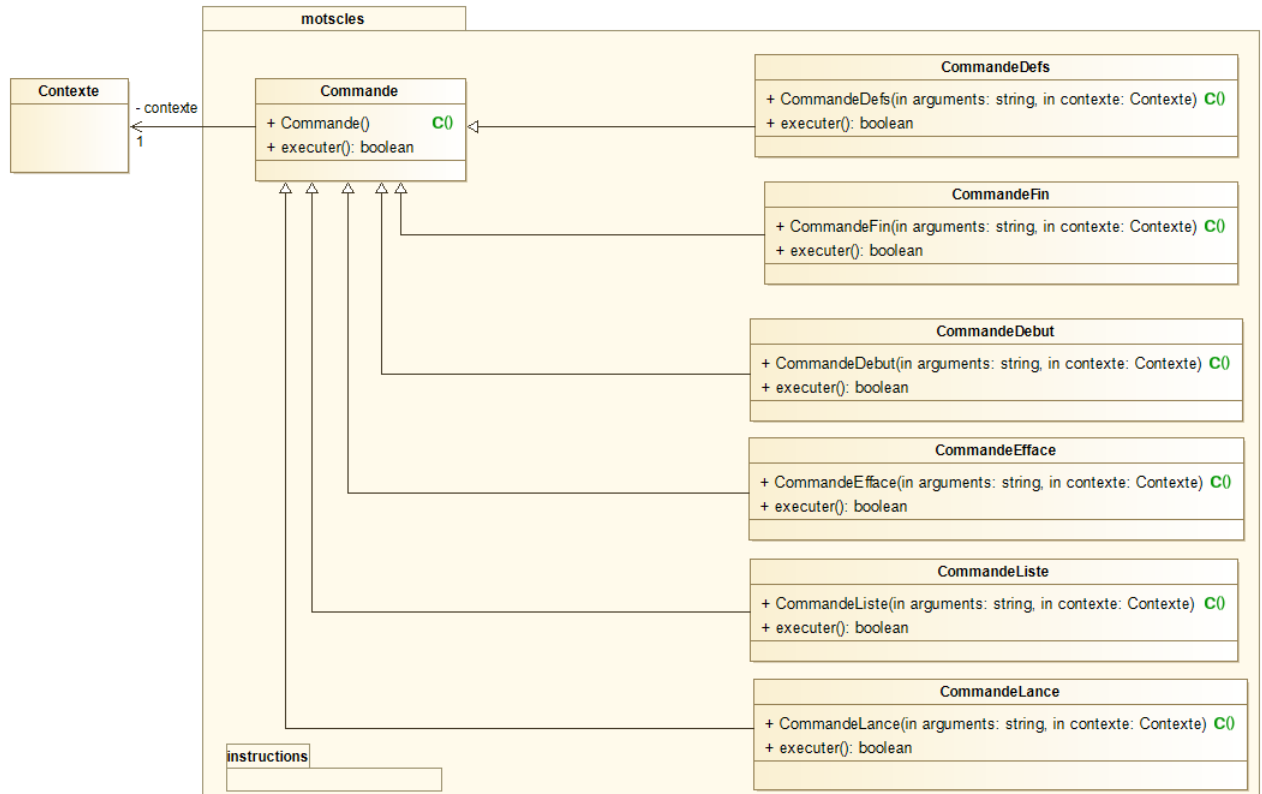 motscles
Contexte
- contexte
1
Commande
+ Commande() C()
+ executer(): boolean
CommandeDefs
+ CommandeDefs(in arguments: string, in contexte: Contexte) C()
+ executer(): boolean
CommandeFin
+ CommandeFin(in arguments: string, in contexte: Contexte) C()
+ executer(): boolean
CommandeDebut
+ CommandeDebut(in arguments: string, in contexte: Contexte) C()
+ executer(): boolean
CommandeEfface
+ CommandeEfface(in arguments: string, in contexte: Contexte) C()
+ executer(): boolean
CommandeListe
+ CommandeListe(in arguments: string, in contexte: Contexte) C()
+ executer(): boolean
CommandeLance
+ CommandeLance(in arguments: string, in contexte: Contexte) C()
+ executer(): boolean
instructions